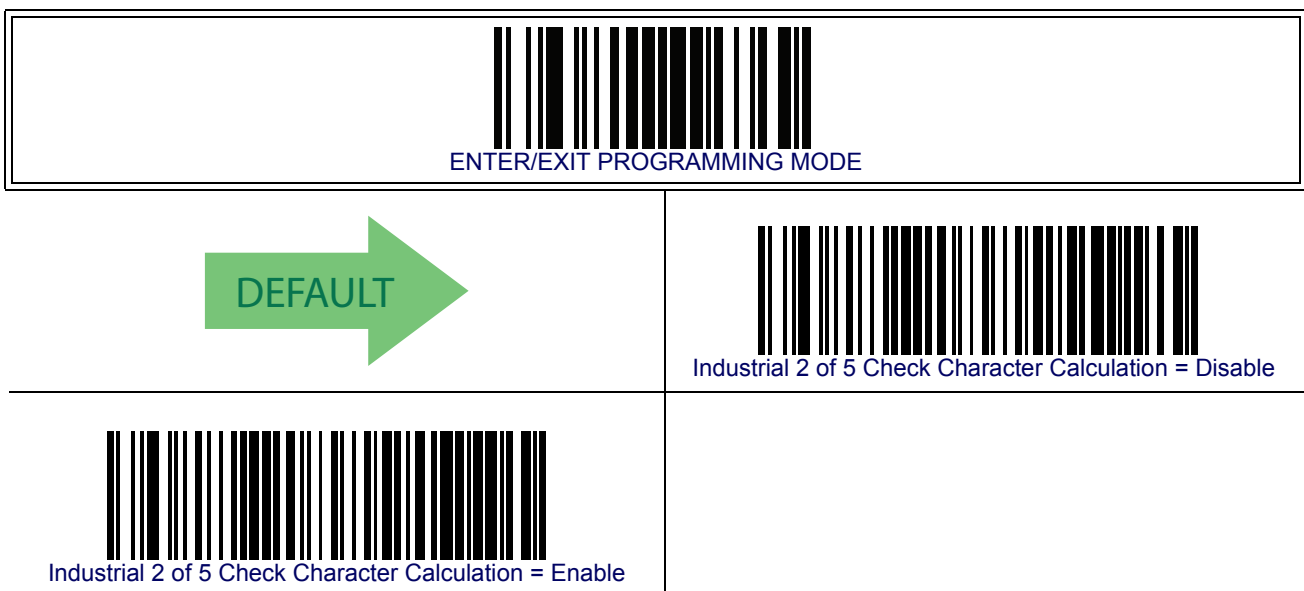 ENTER/EXIT PROGRAMMING MODE
DEFAULT
Industrial 2 of 5 Check Character Calculation = Disable
Industrial 2 of 5 Check Character Calculation = Enable